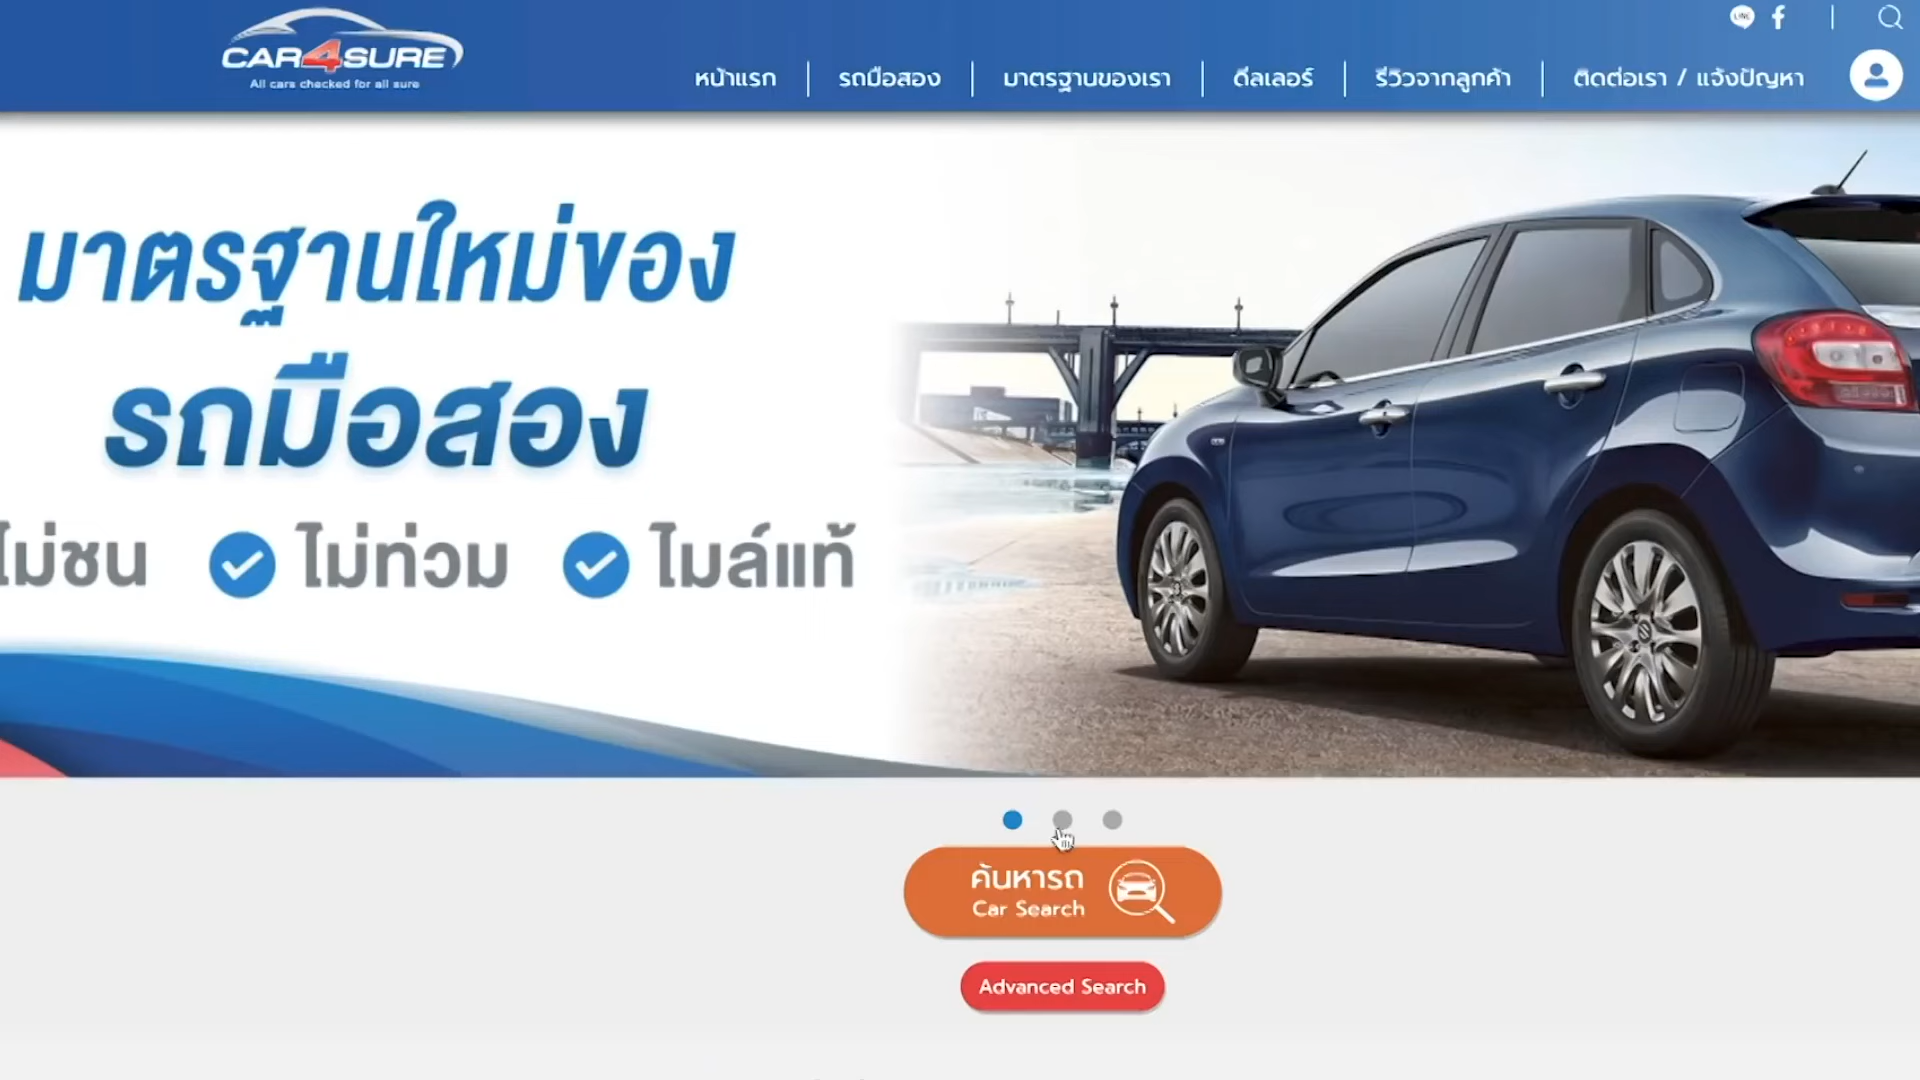 CAR4SURE
All cars checked for all sure
LINE
หน้าแรก
รถมือสอง
มาตรฐานของเรา
ดีลเลอร์
รีวิวจากลูกค้า
ติดต่อเรา / แจ้งปัญหา
มาตรฐานใหม่ของ
รถมือสอง
ไม่ชน ไม่ท่วม ไมล์แท้
ค้นหารถ
Car Search
Advanced Search